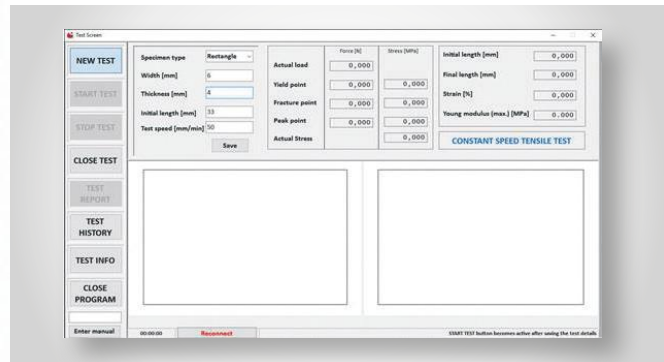 Test Screen
NEW TEST
START TEST
STOP TEST
CLOSE TEST
TEST
REPORT
TEST
HISTORY
TEST INFO
CLOSE
PROGRAM
Enter manual
Specimen type Rectangle
Width [mm] 6
Thickness [mm] 4
Initial length [mm] 33
Test speed [mm/min] 50
Save
Force [N] Stress [MPa]
Actual load 0,000
Yield point 0,000 0,000
Fracture point 0,000 0,000
Peak point 0,000 0,000
Actual Stress 0,000
Initial length [mm] 0,000
Final length [mm] 0,000
Strain [%] 0,000
Young modulus (max.) [MPa] 0.000
CONSTANT SPEED TENSILE TEST
00:00:00 Reconnect START TEST button becomes active after saving the test details